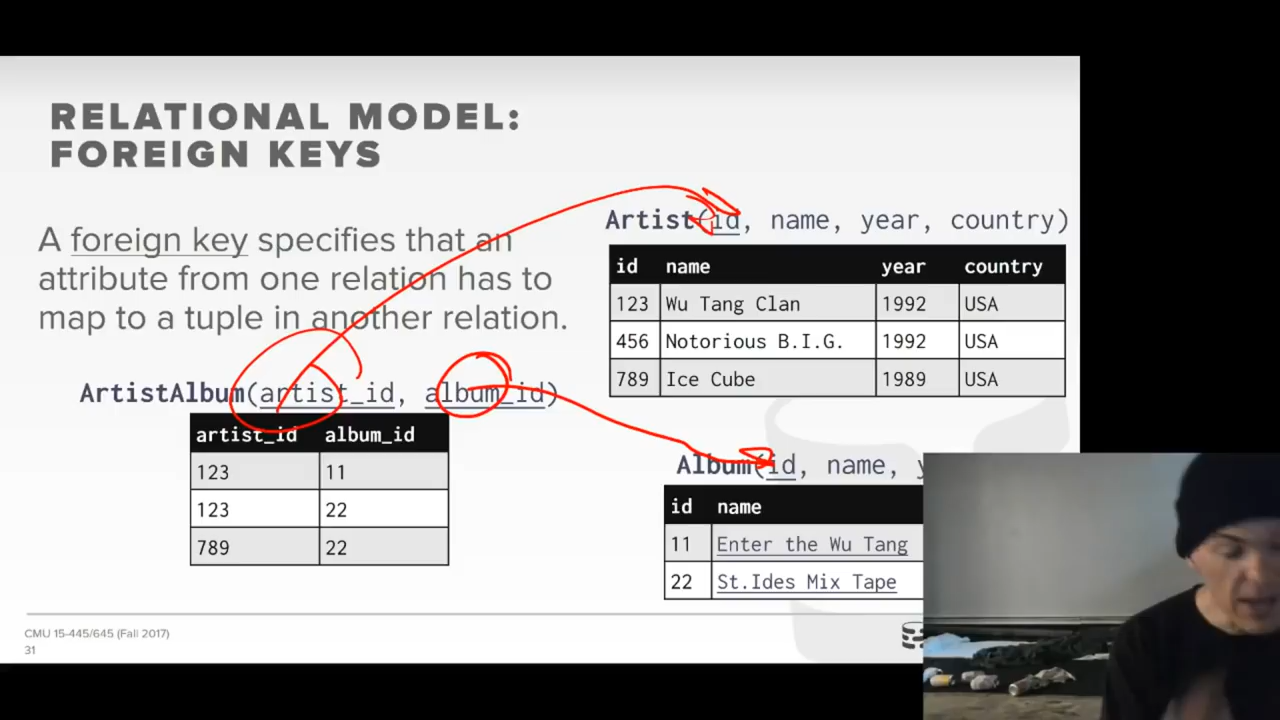 RELATIONAL MODEL:
FOREIGN KEYS
A foreign key specifies that an
attribute from one relation has to
map to a tuple in another relation.
ArtistAlbum(artist_id, album_id)
artist_id album_id
123 11
123 22
789 22
Artist(id, name, year, country)
id name year country
123 Wu Tang Clan 1992 USA
456 Notorious B.I.G. 1992 USA
789 Ice Cube 1989 USA
Album(id, name, y
id name
11 Enter the Wu Tang
22 St.Ides Mix Tape
CMU 15-445/645 (Fall 2017)
31